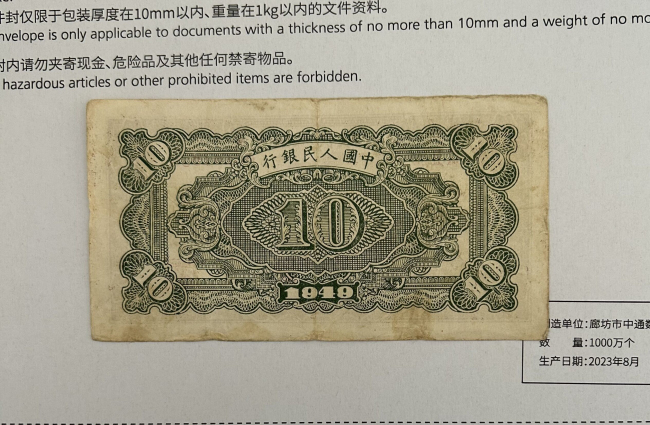 件封仅限于包装厚度在10mm以内、重量在1kg以内的文件资料。
nvelope is only applicable to documents with a thickness of no more than 10mm and a weight of no mo
封内请勿夹寄现金、危险品及其他任何禁寄物品。
hazardous articles or other prohibited items are forbidden.
行銀民人國中
10
10
10
10
10
1949
制造单位:廊坊市中通数
数 量:1000万个
生产日期:2023年8月